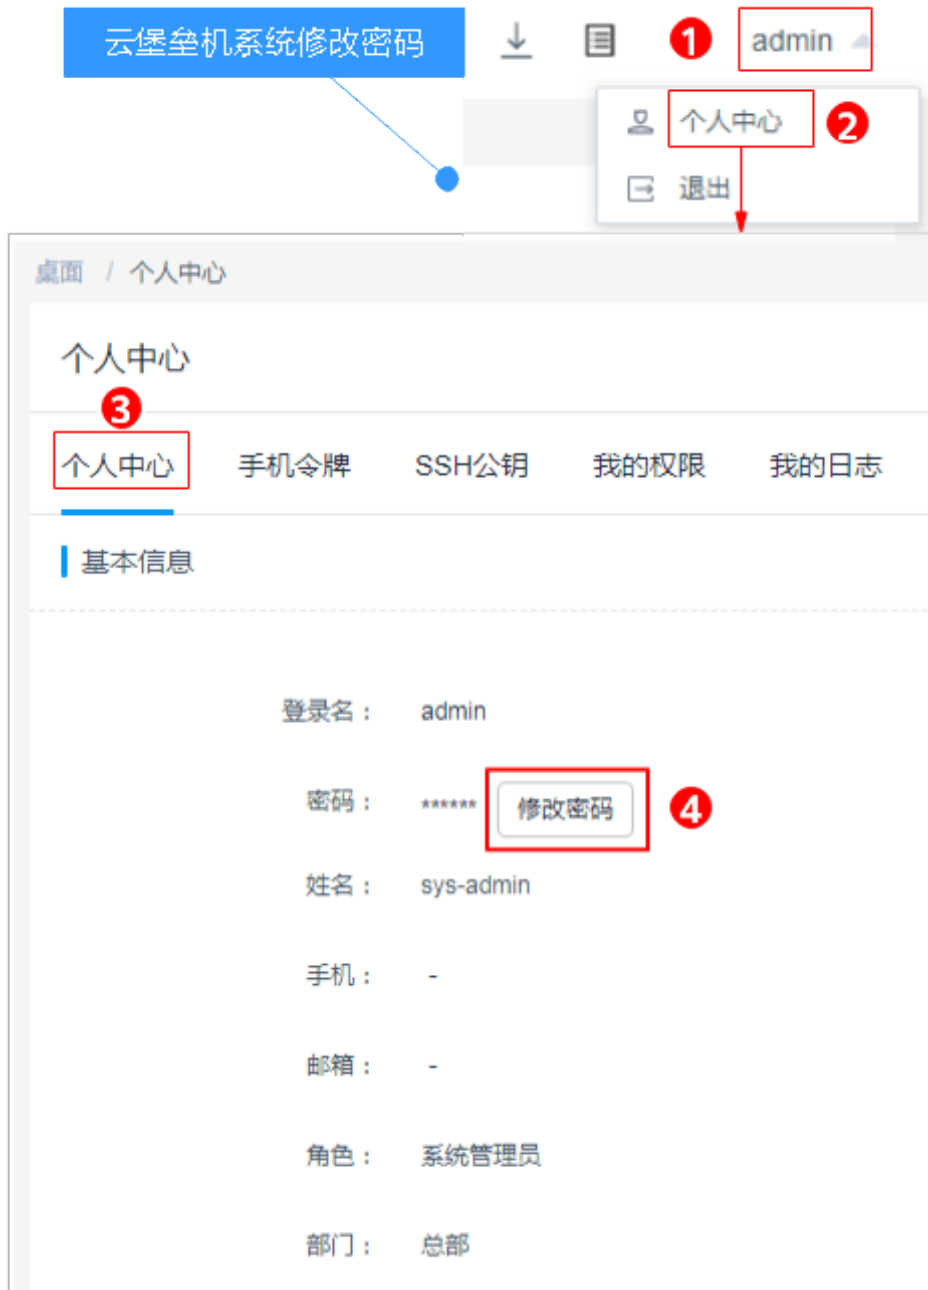 云堡垒机系统修改密码
1 admin
个人中心 2
退出
桌面 / 个人中心
个人中心
3
个人中心 手机令牌 SSH公钥 我的权限 我的日志
基本信息
登录名： admin
密码： ****** 修改密码 4
姓名： sys-admin
手机： -
邮箱： -
角色： 系统管理员
部门： 总部